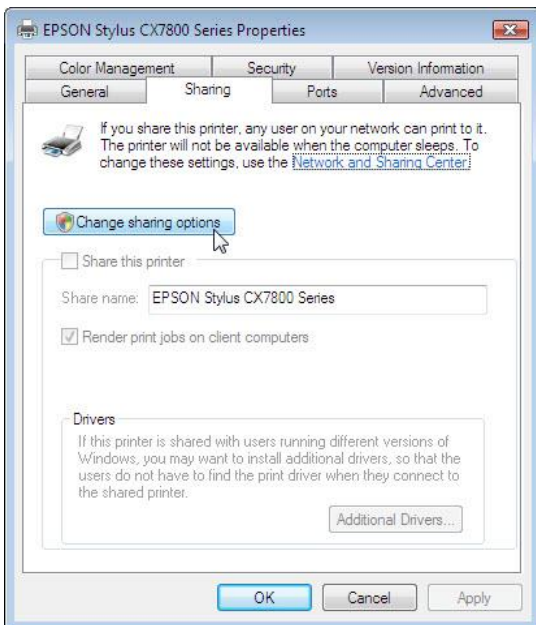 EPSON Stylus CX7800 Series Properties
Color Management
Security
Version Information
General
Sharing
Ports
Advanced
If you share this printer, any user on your network can print to it.
The printer will not be available when the computer sleeps. To
change these settings, use the Network and Sharing Center.
Change sharing options
Share this printer
Share name: EPSON Stylus CX7800 Series
Render print jobs on client computers
Drivers
If this printer is shared with users running different versions of
Windows, you may want to install additional drivers, so that the
users do not have to find the print driver when they connect to
the shared printer.
Additional Drivers...
OK
Cancel
Apply